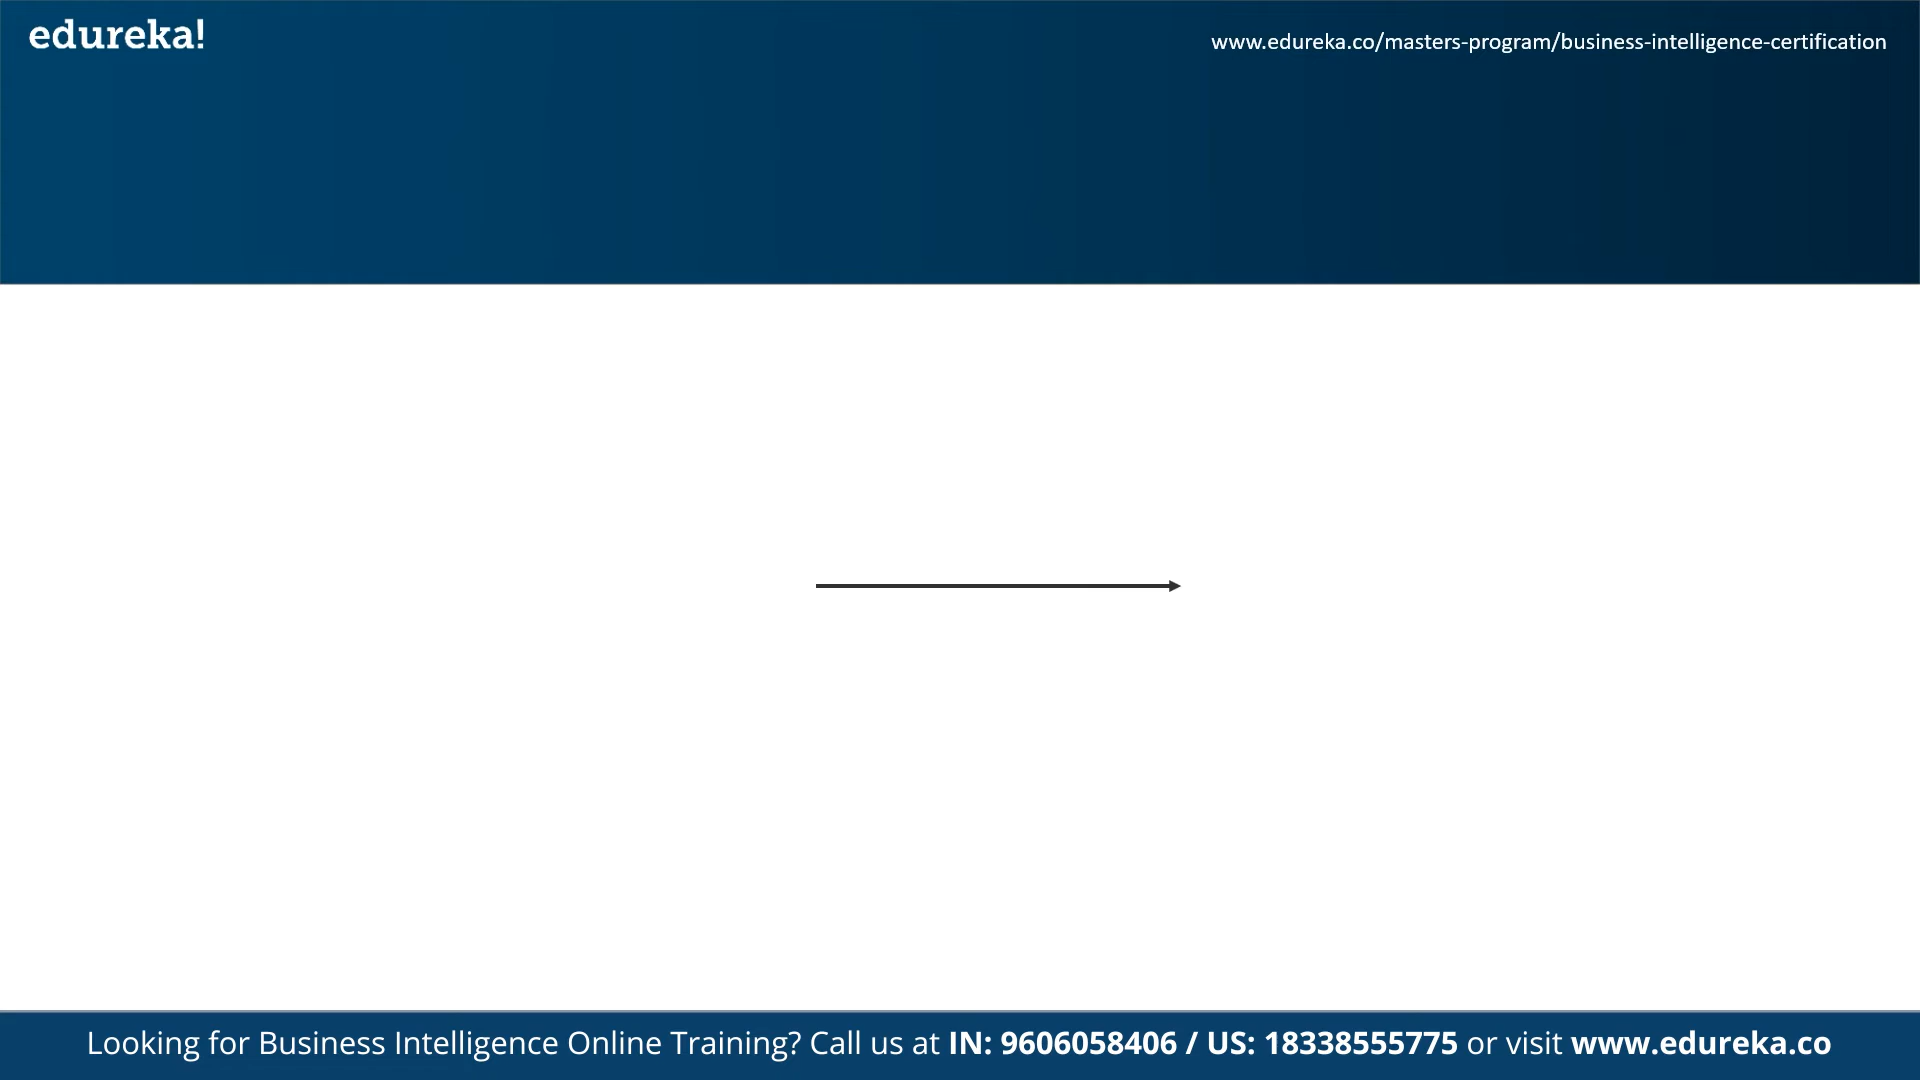 edureka!
www.edureka.co/masters-program/business-intelligence-certification
Looking for Business Intelligence Online Training? Call us at IN: 9606058406 / US: 18338555775 or visit www.edureka.co